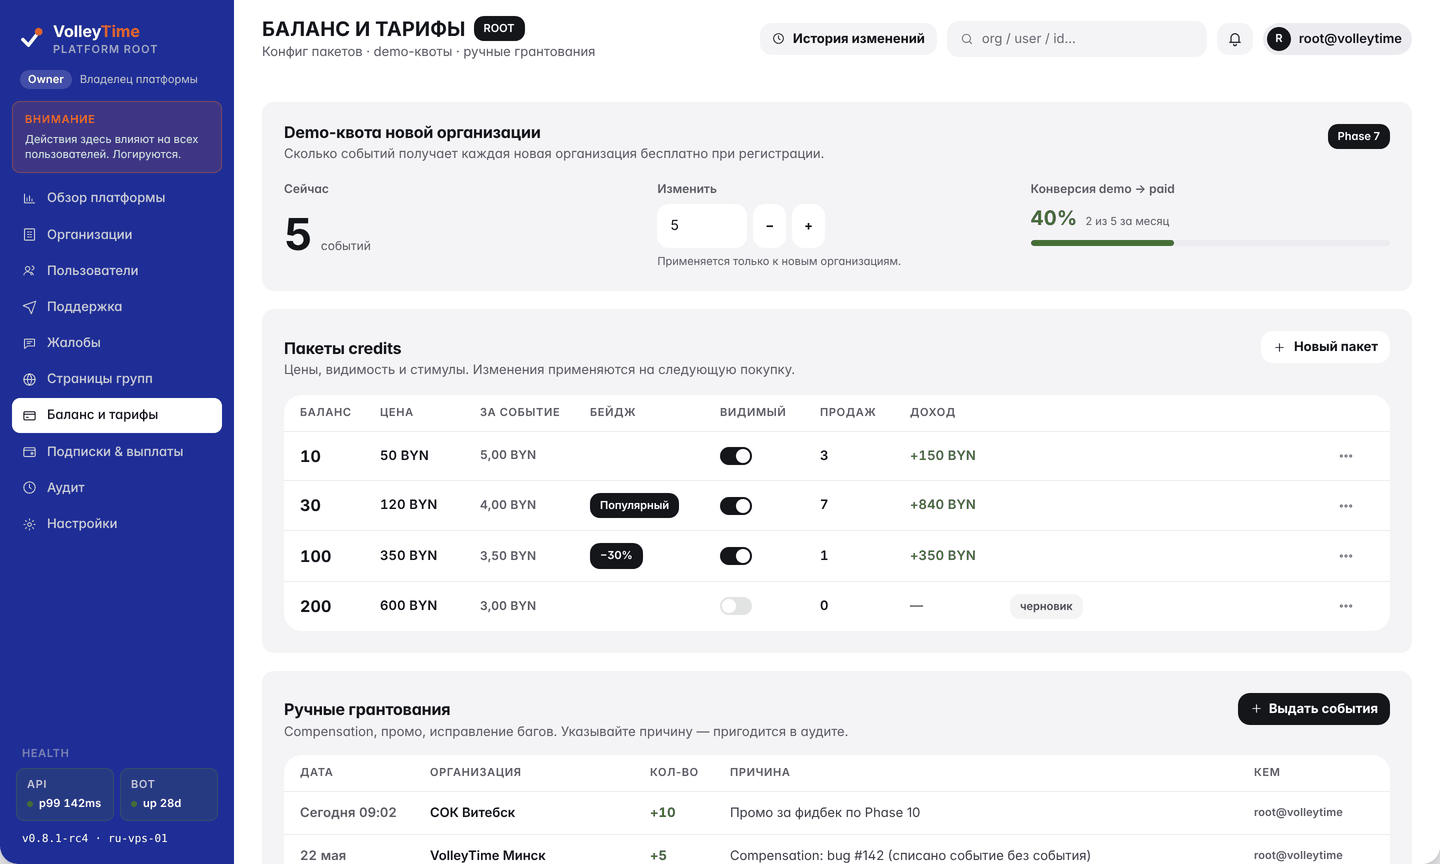 VolleyTime
PLATFORM ROOT
Owner Владелец платформы
ВНИМАНИЕ
Действия здесь влияют на всех
пользователей. Логируются.
Обзор платформы
Организации
Пользователи
Поддержка
Жалобы
Страницы групп
Баланс и тарифы
Подписки & выплаты
Аудит
Настройки
HEALTH
API
p99 142ms
BOT
up 28d
v0.8.1-rc4 · ru-vps-01
БАЛАНС И ТАРИФЫ ROOT
Конфиг пакетов · demo-квоты · ручные грантования
История изменений
org / user / id...
R root@volleytime
Demo-квота новой организации
Сколько событий получает каждая новая организация бесплатно при регистрации.
Phase 7
Сейчас
5 событий
Изменить
5 − +
Применяется только к новым организациям.
Конверсия demo → paid
40% 2 из 5 за месяц
Пакеты credits
Цены, видимость и стимулы. Изменения применяются на следующую покупку.
+ Новый пакет
БАЛАНС ЦЕНА ЗА СОБЫТИЕ БЕЙДЖ ВИДИМЫЙ ПРОДАЖ ДОХОД
10 50 BYN 5,00 BYN 3 +150 BYN
30 120 BYN 4,00 BYN Популярный 7 +840 BYN
100 350 BYN 3,50 BYN −30% 1 +350 BYN
200 600 BYN 3,00 BYN 0 — черновик
Ручные грантования
Compensation, промо, исправление багов. Указывайте причину — пригодится в аудите.
+ Выдать события
ДАТА ОРГАНИЗАЦИЯ КОЛ-ВО ПРИЧИНА КЕМ
Сегодня 09:02 СОК Витебск +10 Промо за фидбек по Phase 10 root@volleytime
22 мая VolleyTime Минск +5 Compensation: bug #142 (списано событие без события) root@volleytime